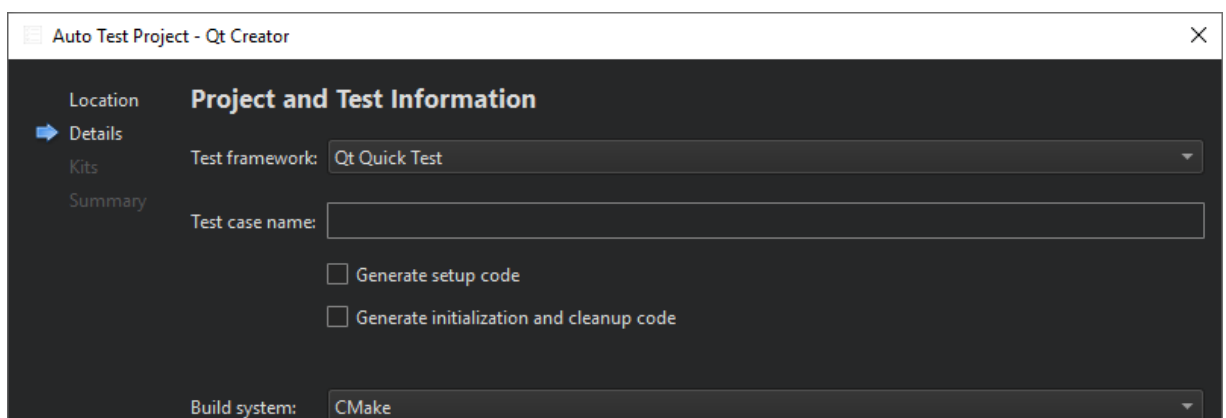 Auto Test Project - Qt Creator
Location
Details
Kits
Summary
Project and Test Information
Test framework: Qt Quick Test
Test case name:
Generate setup code
Generate initialization and cleanup code
Build system: CMake